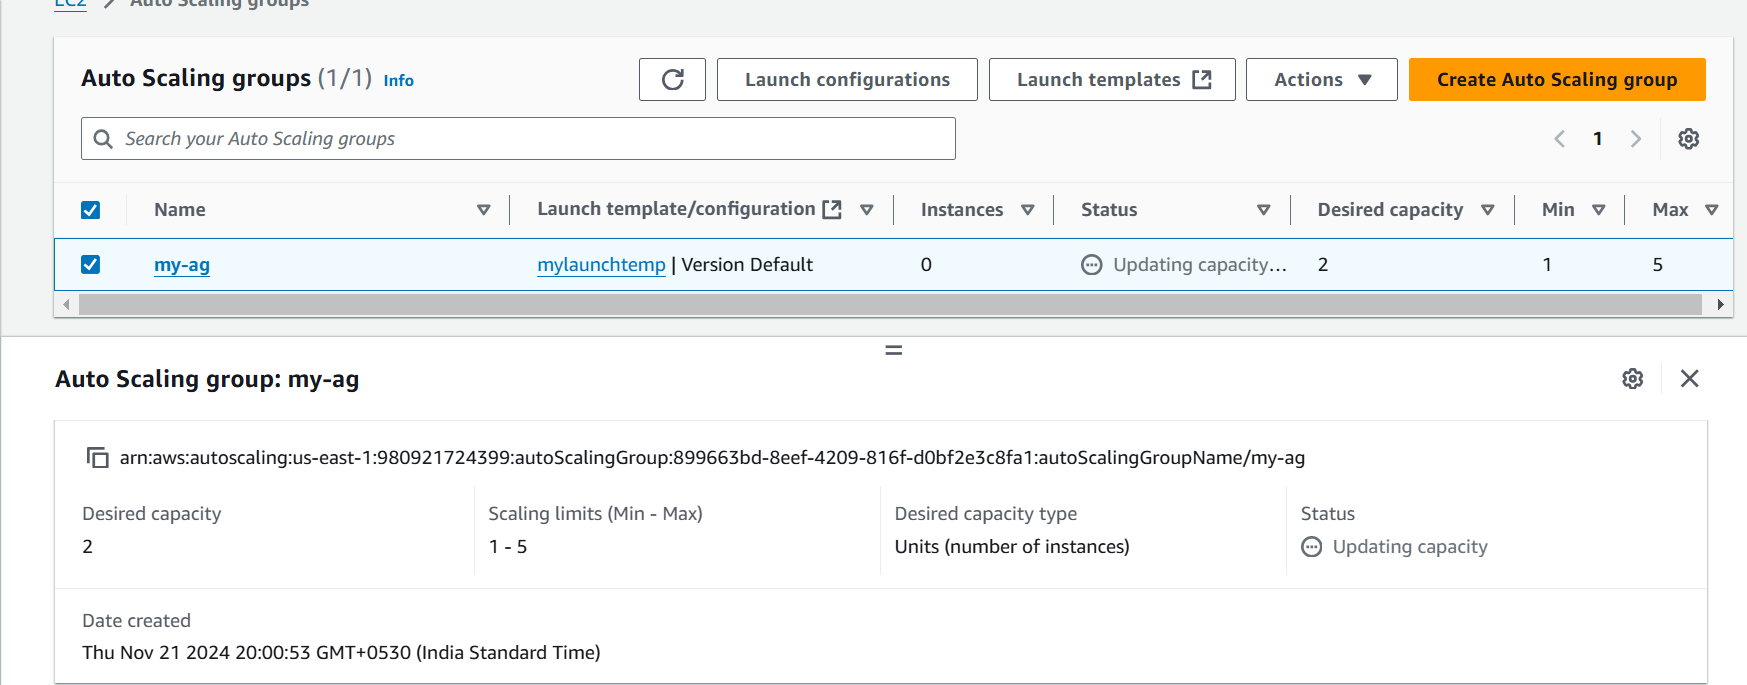 EC2 > Auto Scaling groups
Auto Scaling groups (1/1) Info
Launch configurations
Launch templates
Actions
Create Auto Scaling group
Search your Auto Scaling groups
1
Name Launch template/configuration Instances Status Desired capacity Min Max
my-ag mylaunchtemp | Version Default 0 Updating capacity... 2 1 5
Auto Scaling group: my-ag
arn:aws:autoscaling:us-east-1:980921724399:autoScalingGroup:899663bd-8eef-4209-816f-d0bf2e3c8fa1:autoScalingGroupName/my-ag
Desired capacity Scaling limits (Min - Max) Desired capacity type Status
2 1 - 5 Units (number of instances) Updating capacity
Date created
Thu Nov 21 2024 20:00:53 GMT+0530 (India Standard Time)